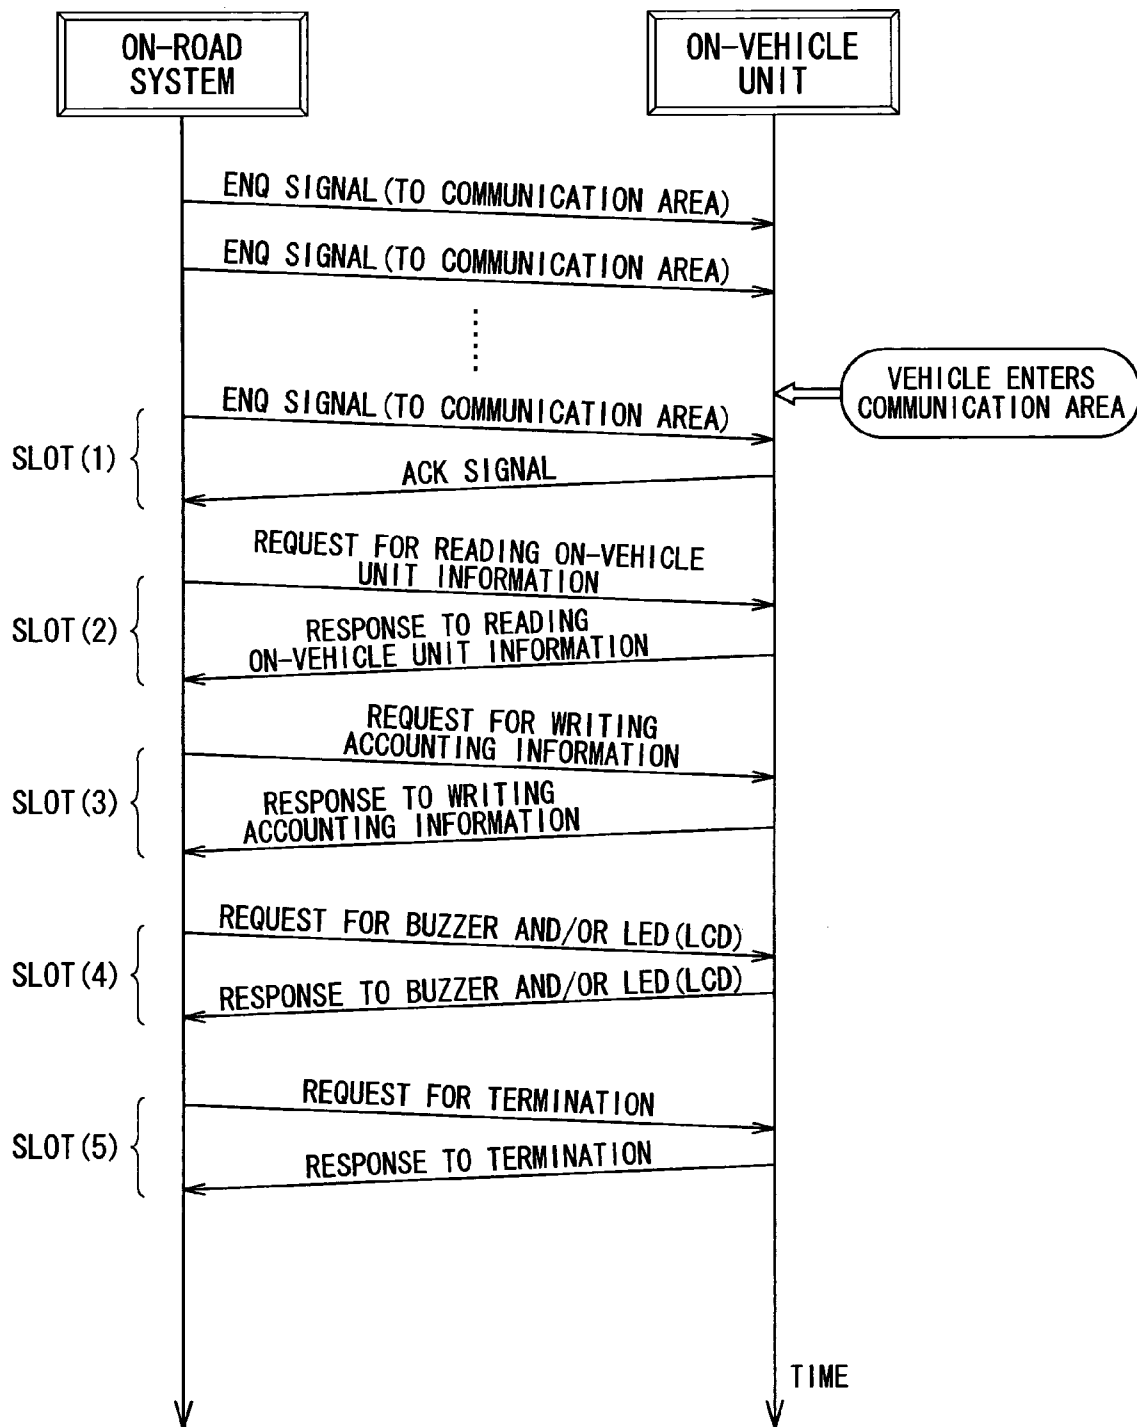 ON-ROAD
SYSTEM
ON-VEHICLE
UNIT
ENQ SIGNAL(TO COMMUNICATION AREA)
ENQ SIGNAL(TO COMMUNICATION AREA)
VEHICLE ENTERS
COMMUNICATION AREA
ENQ SIGNAL(TO COMMUNICATION AREA)
SLOT(1)
ACK SIGNAL
REQUEST FOR READING ON-VEHICLE
UNIT INFORMATION
SLOT(2)
RESPONSE TO READING
ON-VEHICLE UNIT INFORMATION
REQUEST FOR WRITING
ACCOUNTING INFORMATION
SLOT(3)
RESPONSE TO WRITING
ACCOUNTING INFORMATION
REQUEST FOR BUZZER AND/OR LED(LCD)
SLOT(4)
RESPONSE TO BUZZER AND/OR LED(LCD)
REQUEST FOR TERMINATION
SLOT(5)
RESPONSE TO TERMINATION
TIME